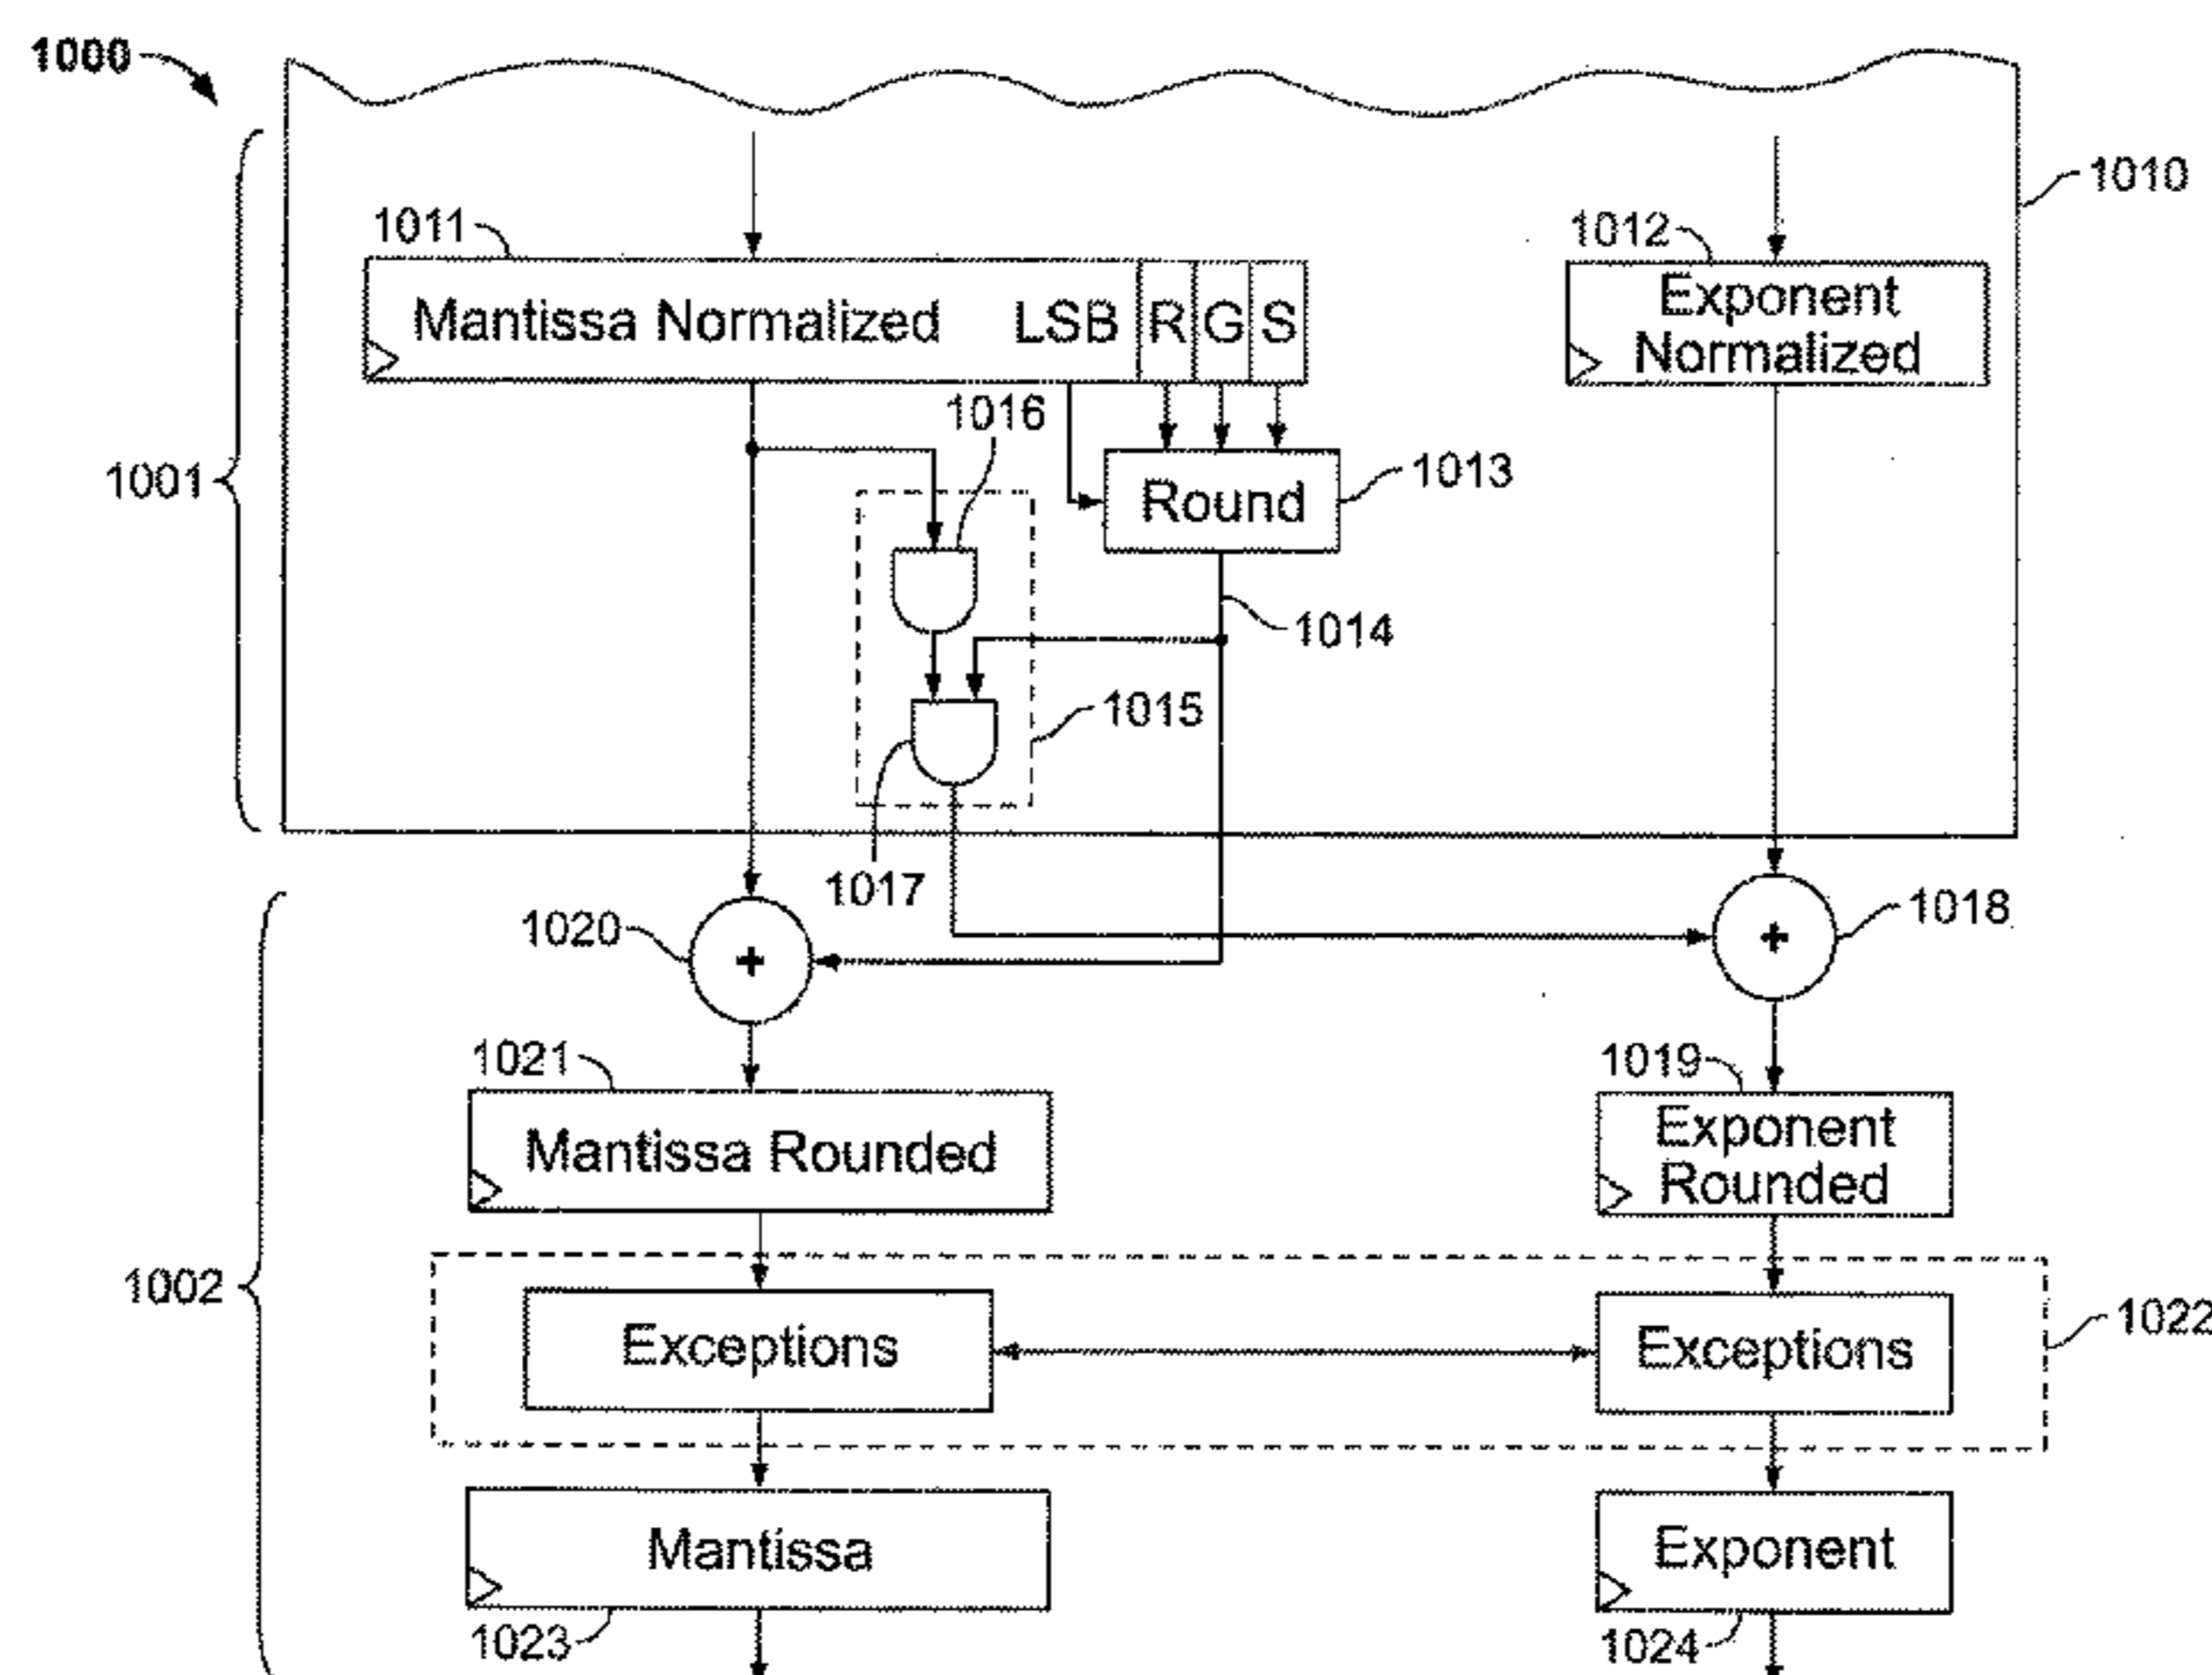 1000
1010
1011
1012
Mantissa Normalized LSB R G S
Exponent
Normalized
1016
1001
1013
Round
1014
1015
1017
1018
1020
+
+
1021
1019
Mantissa Rounded
Exponent
Rounded
1002
1022
Exceptions
Exceptions
Mantissa
Exponent
1023
1024